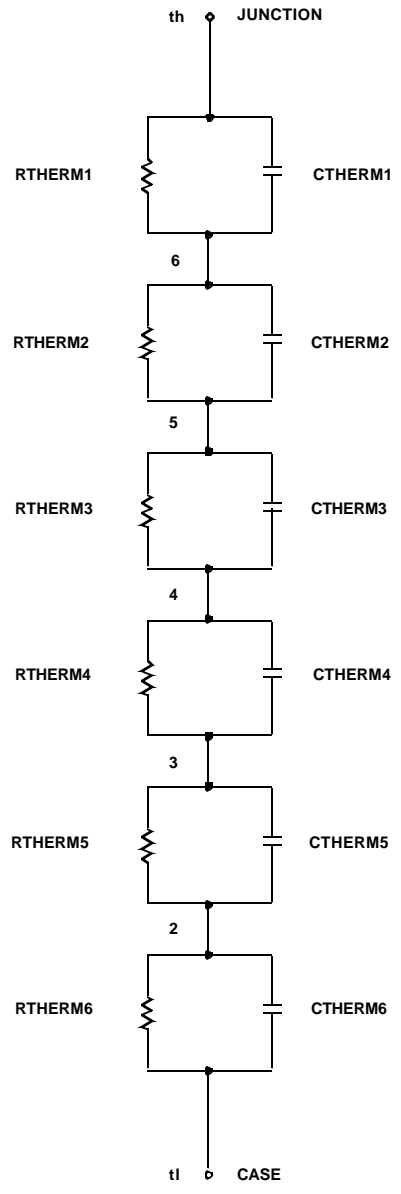 th JUNCTION
RTHERM1 CTHERM1
6
RTHERM2 CTHERM2
5
RTHERM3 CTHERM3
4
RTHERM4 CTHERM4
3
RTHERM5 CTHERM5
2
RTHERM6 CTHERM6
tl CASE